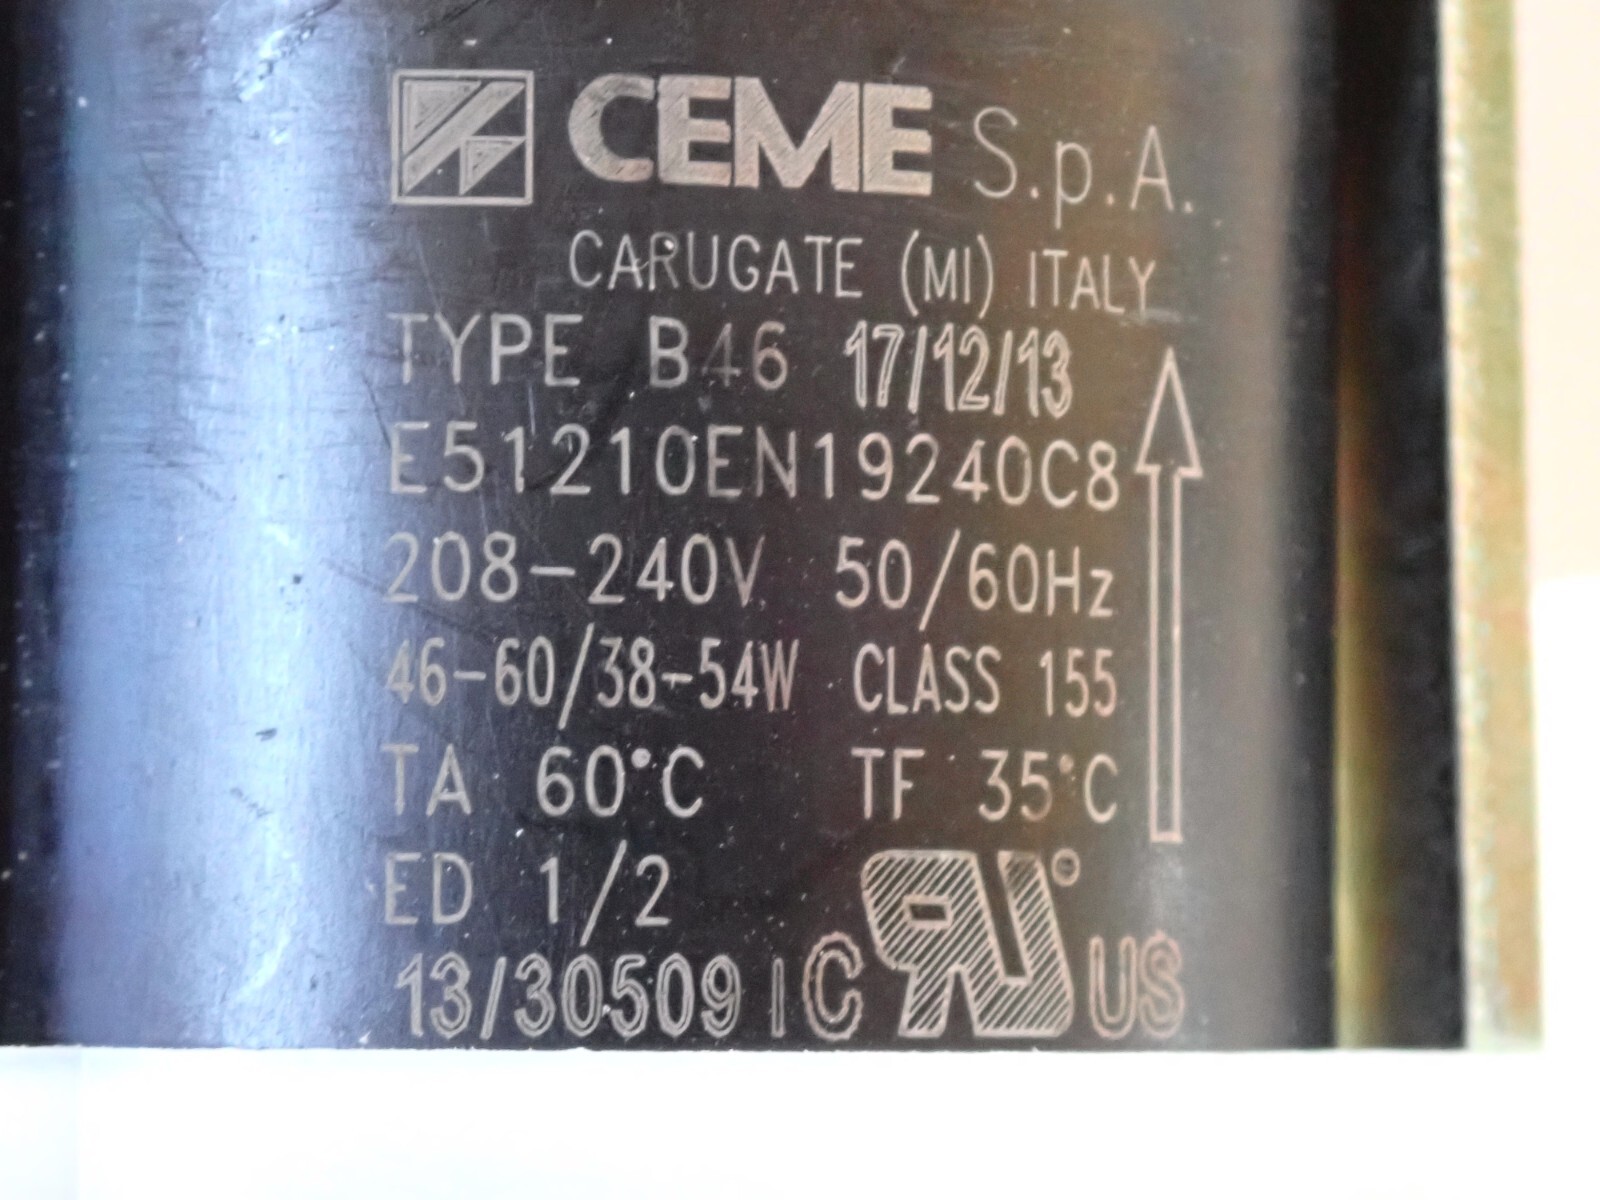 CEME S.p.A.
CARUGATE (MI) ITALY
TYPE B46 17/12/13
E51210EN19240C8
208-240V 50/60Hz
46-60/38-54W CLASS 155
TA 60°C TF 35°C
ED 1/2
13/30509 I C RU® US